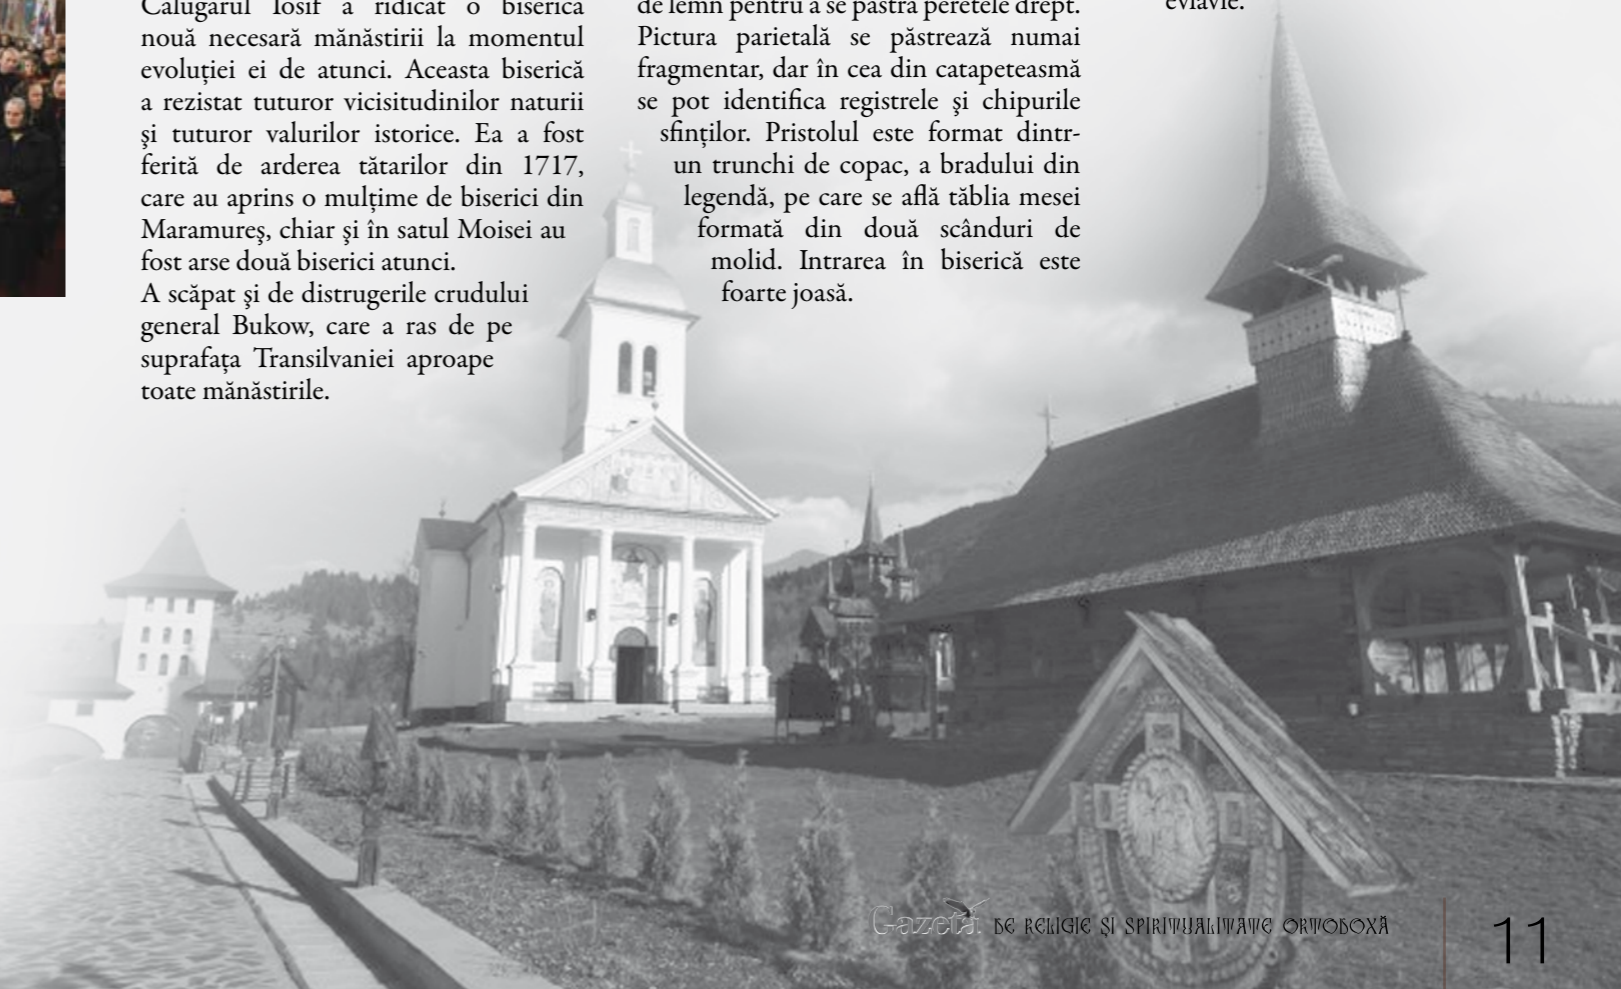 Călugărul Iosif a ridicat o biserică
nouă necesară mănăstirii la momentul
evoluției ei de atunci. Aceasta biserică
a rezistat tuturor vicisitudinilor naturii
şi tuturor valurilor istorice. Ea a fost
ferită de arderea tătarilor din 1717,
care au aprins o mulțime de biserici din
Maramureş, chiar şi în satul Moisei au
fost arse două biserici atunci.
A scăpat şi de distrugerile crudului
general Bukow, care a ras de pe
suprafața Transilvaniei aproape
toate mănăstirile.
de lemn pentru a se păstra peretele drept.
Pictura parietală se păstrează numai
fragmentar, dar în cea din catapeteasmă
se pot identifica registrele şi chipurile
sfinților. Pristolul este format dintr-
un trunchi de copac, a bradului din
legendă, pe care se află tăblia mesei
formată din două scânduri de
molid. Intrarea în biserică este
foarte joasă.
evlavie.
Gazeta DE RELIGIE ŞI SPIRITUALITATE ORTODOXĂ
11